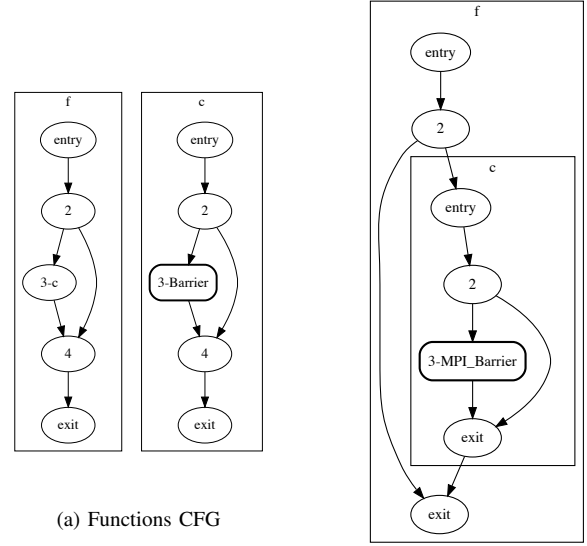 f
entry
2
3-c
4
exit
c
entry
2
3-Barrier
4
exit
(a) Functions CFG
f
entry
2
c
entry
2
3-MPI_Barrier
exit
exit